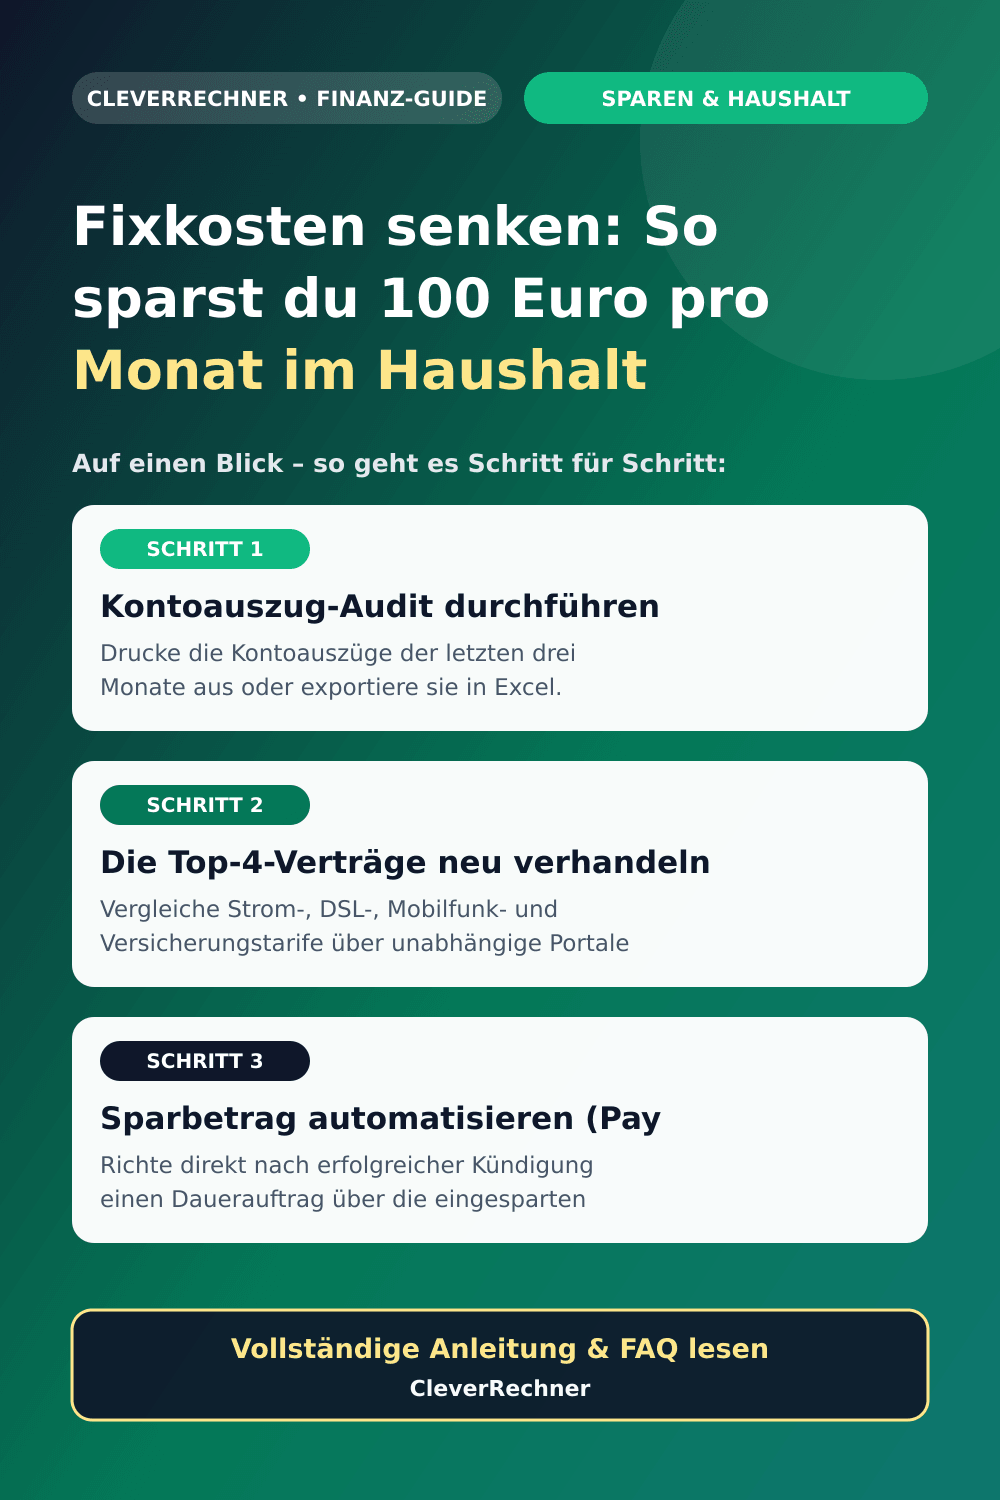 CLEVERRECHNER • FINANZ-GUIDE
SPAREN & HAUSHALT
Fixkosten senken: So
sparst du 100 Euro pro
Monat im Haushalt
Auf einen Blick – so geht es Schritt für Schritt:
SCHRITT 1
Kontoauszug-Audit durchführen
Drucke die Kontoauszüge der letzten drei
Monate aus oder exportiere sie in Excel.
SCHRITT 2
Die Top-4-Verträge neu verhandeln
Vergleiche Strom-, DSL-, Mobilfunk- und
Versicherungstarife über unabhängige Portale
SCHRITT 3
Sparbetrag automatisieren (Pay
Richte direkt nach erfolgreicher Kündigung
einen Dauerauftrag über die eingesparten
Vollständige Anleitung & FAQ lesen
CleverRechner